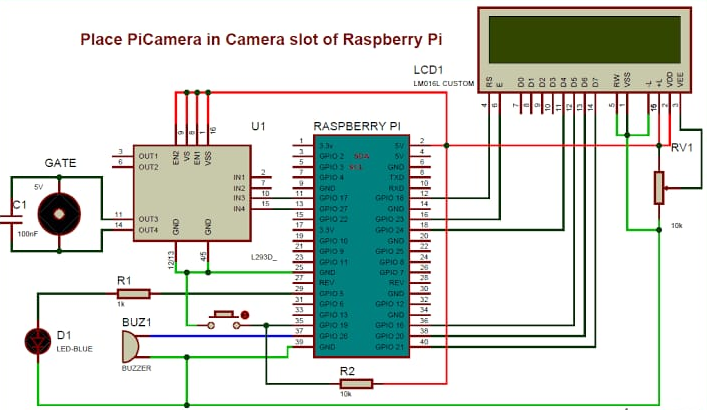 Place PiCamera in Camera slot of Raspberry Pi
LCD1
LM016L CUSTOM
RS E D0 D1 D2 D3 D4 D5 D6 D7 RW VSS -L +L VDD VEE
4 6 7 8 9 10 11 12 13 14 5 1 16 15 2 3
U1
RASPBERRY PI
RV1
10k
9 8 1 16
EN2 VS EN1 VSS
3 OUT1
6 OUT2
11 OUT3
14 OUT4
IN1 2
IN2 7
IN3 10
IN4 15
GND GND
12/13 4/5
L293D_
GATE
5V
C1
100nF
1 3.3v 5V 2
3 GPIO 2 SDA 5V 4
5 GPIO 3 SCL GND 6
7 GPIO 4 TXD 8
9 GND RXD 10
11 GPIO 17 GPIO 18 12
13 GPIO 27 GND 14
15 GPIO 22 GPIO 23 16
17 3.3V GPIO 24 18
19 GPIO 10 GND 20
21 GPIO 9 GPIO 25 22
23 GPIO 11 GPIO 8 24
25 GND GPIO 7 26
27 REV REV 28
29 GPIO 5 GND 30
31 GPIO 6 GPIO 12 32
33 GPIO 13 GND 34
35 GPIO 19 GPIO 16 36
37 GPIO 26 GPIO 20 38
39 GND GPIO 21 40
R1
1k
D1
LED-BLUE
BUZ1
BUZZER
R2
10k